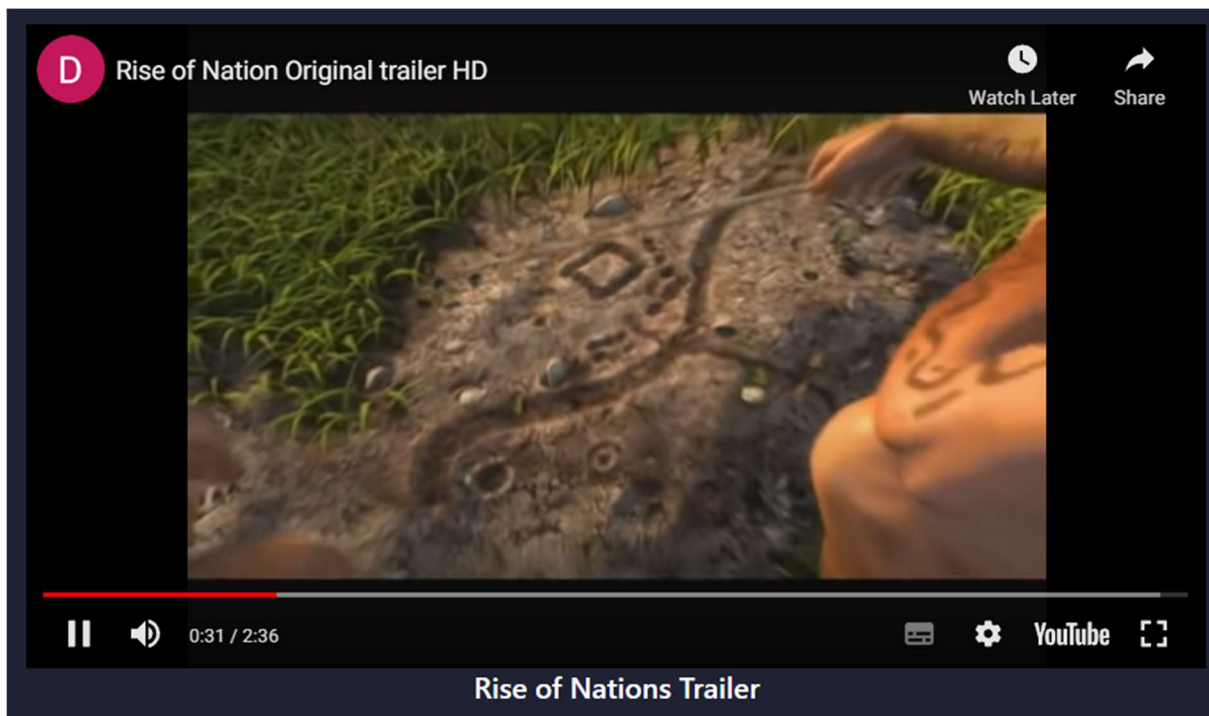 D
Rise of Nation Original trailer HD
Watch Later
Share
0:31 / 2:36
YouTube
Rise of Nations Trailer